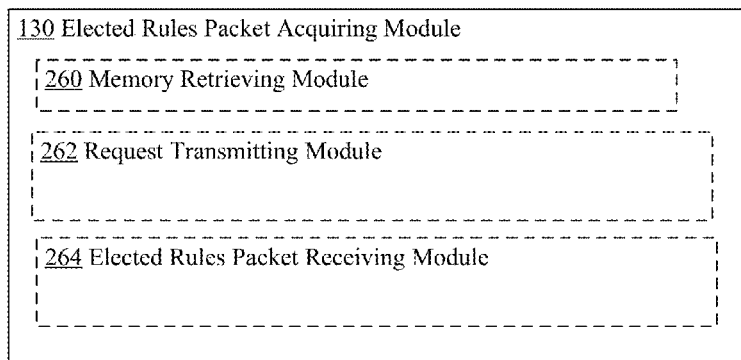 130 Elected Rules Packet Acquiring Module
260 Memory Retrieving Module
262 Request Transmitting Module
264 Elected Rules Packet Receiving Module